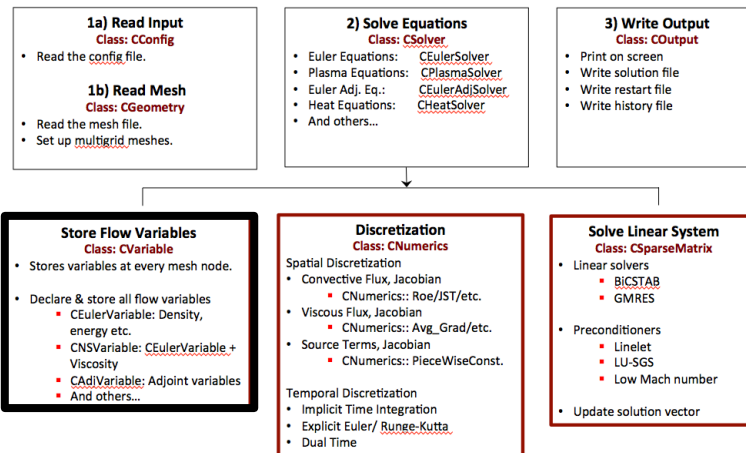 1a) Read Input
Class: CConfig
• Read the config file.
1b) Read Mesh
Class: CGeometry
• Read the mesh file.
• Set up multigrid meshes.
2) Solve Equations
Class: CSolver
• Euler Equations: CEulerSolver
• Plasma Equations: CPlasmaSolver
• Euler Adj. Eq.: CEulerAdjSolver
• Heat Equations: CHeatSolver
• And others...
3) Write Output
Class: COutput
• Print on screen
• Write solution file
• Write restart file
• Write history file
Store Flow Variables
Class: CVariable
• Stores variables at every mesh node.
• Declare & store all flow variables
▪ CEulerVariable: Density,
energy etc.
▪ CNSVariable: CEulerVariable +
Viscosity
▪ CAdjVariable: Adjoint variables
▪ And others...
Discretization
Class: CNumerics
Spatial Discretization
• Convective Flux, Jacobian
▪ CNumerics:: Roe/JST/etc.
• Viscous Flux, Jacobian
▪ CNumerics:: Avg_Grad/etc.
• Source Terms, Jacobian
▪ CNumerics:: PieceWiseConst.
Temporal Discretization
• Implicit Time Integration
• Explicit Euler/ Runge-Kutta
• Dual Time
Solve Linear System
Class: CSparseMatrix
• Linear solvers
▪ BiCSTAB
▪ GMRES
• Preconditioners
▪ Linelet
▪ LU-SGS
▪ Low Mach number
• Update solution vector